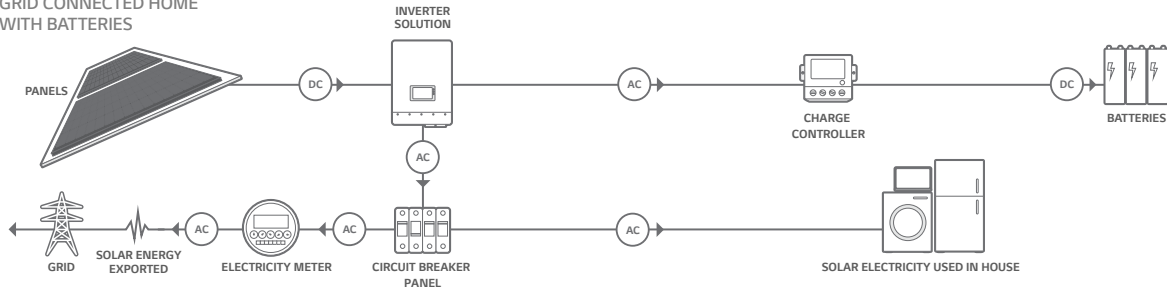 GRID CONNECTED HOME
WITH BATTERIES
INVERTER
SOLUTION
PANELS
DC
AC
CHARGE
CONTROLLER
DC
BATTERIES
AC
GRID
SOLAR ENERGY
EXPORTED
AC
ELECTRICITY METER
AC
CIRCUIT BREAKER
PANEL
AC
SOLAR ELECTRICITY USED IN HOUSE